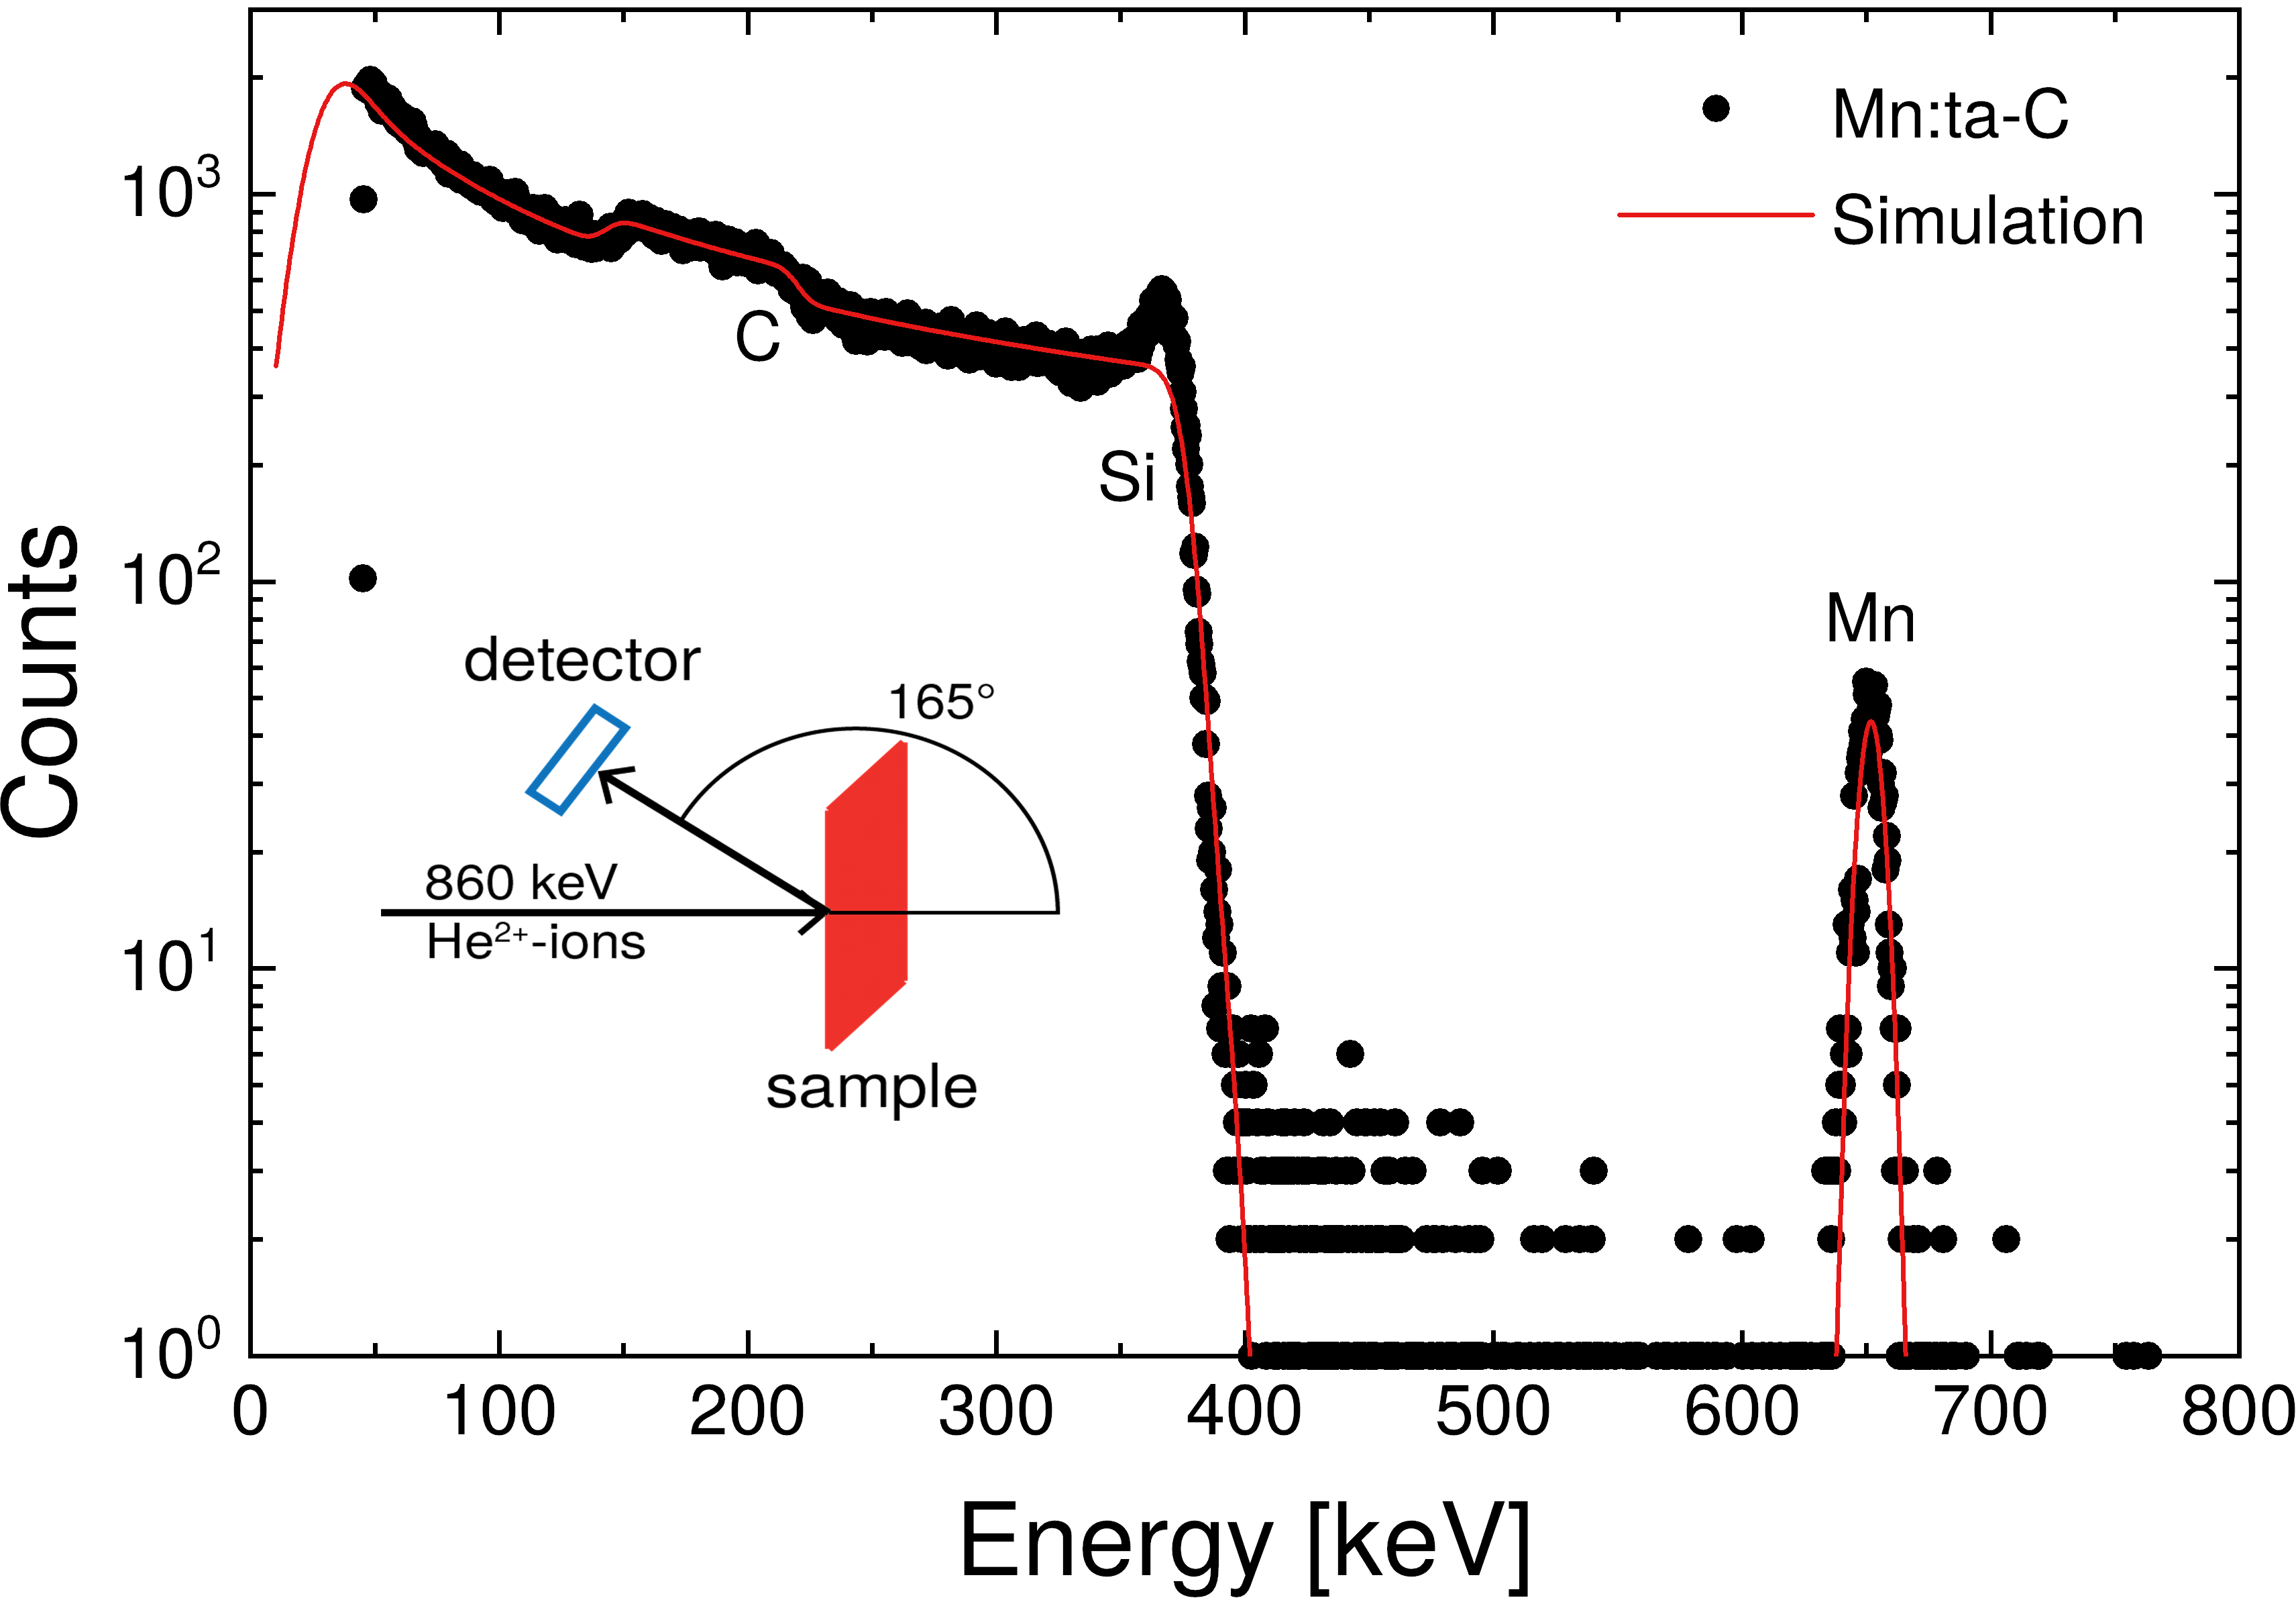 Mn:ta-C
Simulation
10³
10²
10¹
10⁰
Counts
C
Si
Mn
detector
165°
860 keV
He²⁺-ions
sample
0 100 200 300 400 500 600 700 800
Energy [keV]